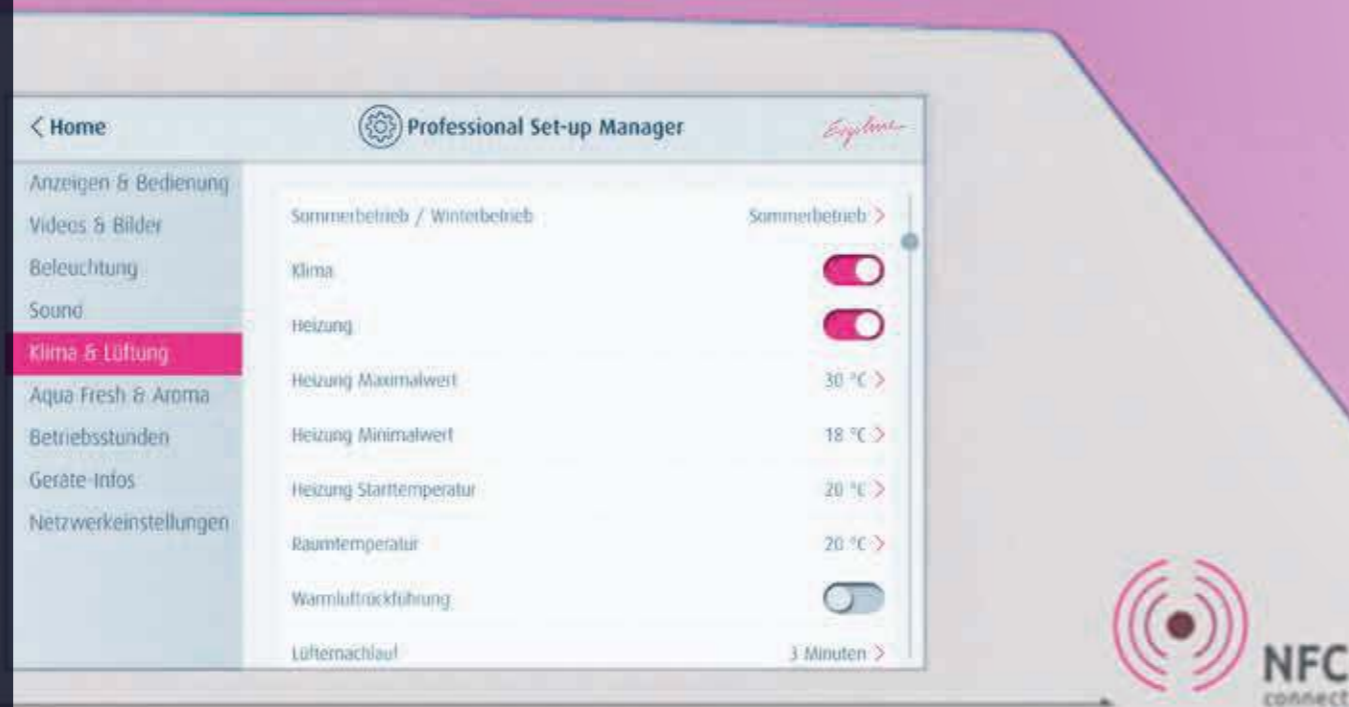 < Home
Professional Set-up Manager
Ergoline
Anzeigen & Bedienung
Videos & Bilder
Beleuchtung
Sound
Klima & Lüftung
Aqua Fresh & Aroma
Betriebsstunden
Geräte-Infos
Netzwerkeinstellungen
Sommerbetrieb / Winterbetrieb Sommerbetrieb >
Klima
Heizung
Heizung Maximalwert 30 °C >
Heizung Minimalwert 18 °C >
Heizung Starttemperatur 20 °C >
Raumtemperatur 20 °C >
Warmluftrückführung
Lüfternachlauf 3 Minuten >
NFC
connect